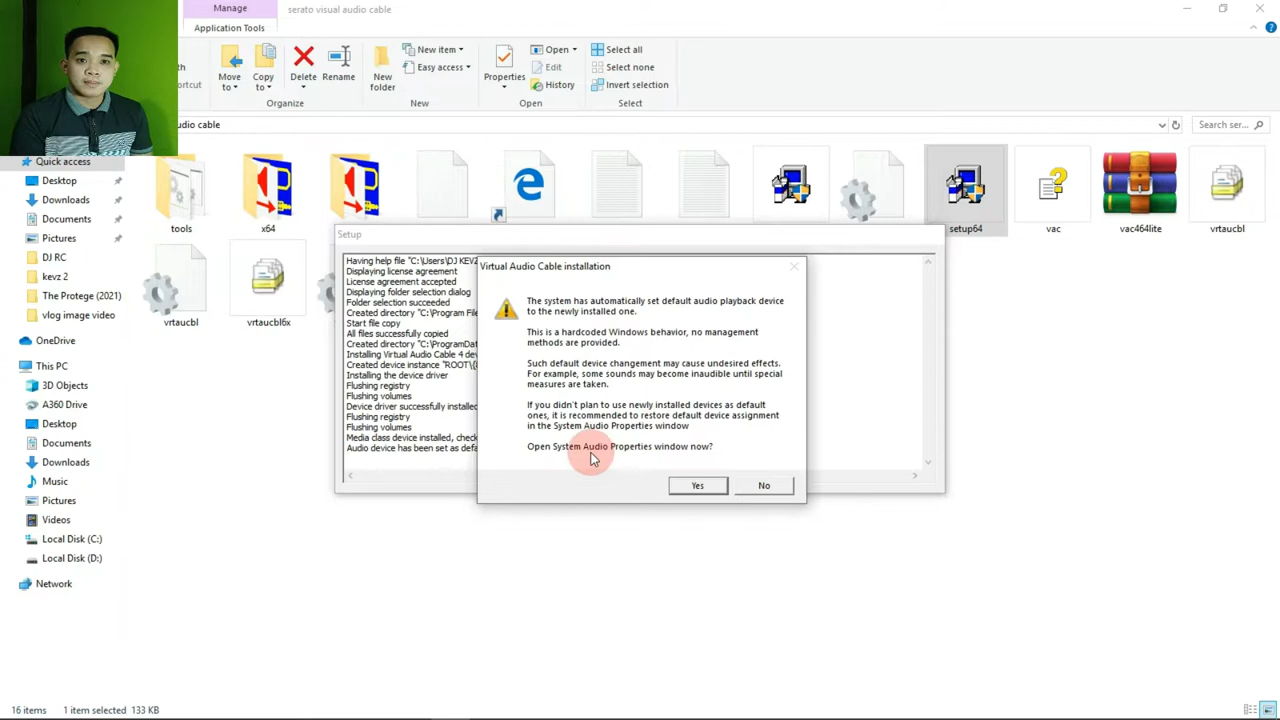 Manage
serato visual audio cable
Application Tools
Move to
Copy to
Delete
Rename
New folder
New item
Easy access
Properties
Open
Edit
History
Select all
Select none
Invert selection
Organize
New
Open
Select
udio cable
Search ser...
Quick access
Desktop
Downloads
Documents
Pictures
DJ RC
kevz 2
The Protege (2021)
vlog image video
OneDrive
This PC
3D Objects
A360 Drive
Desktop
Documents
Downloads
Music
Pictures
Videos
Local Disk (C:)
Local Disk (D:)
Network
tools
x64
setup64
vac
vac464lite
vrtaucbl
vrtaucbl
vrtaucbl6x
Setup
Having help file "C:\Users\DJ KEVZ
Displaying license agreement
License agreement accepted
Displaying folder selection dialog
Folder selection succeeded
Created directory "C:\Program File
Start file copy
All files successfully copied
Created directory "C:\ProgramDat
Installing Virtual Audio Cable 4 dev
Created device instance "ROOT\{
Installing the device driver
Flushing registry
Flushing volumes
Device driver successfully installed
Flushing registry
Flushing volumes
Media class device installed, check
Audio device has been set as defa
Virtual Audio Cable installation
The system has automatically set default audio playback device
to the newly installed one.
This is a hardcoded Windows behavior, no management
methods are provided.
Such default device changement may cause undesired effects.
For example, some sounds may become inaudible until special
measures are taken.
If you didn't plan to use newly installed devices as default
ones, it is recommended to restore default device assignment
in the System Audio Properties window
Open System Audio Properties window now?
Yes
No
16 items
1 item selected 133 KB